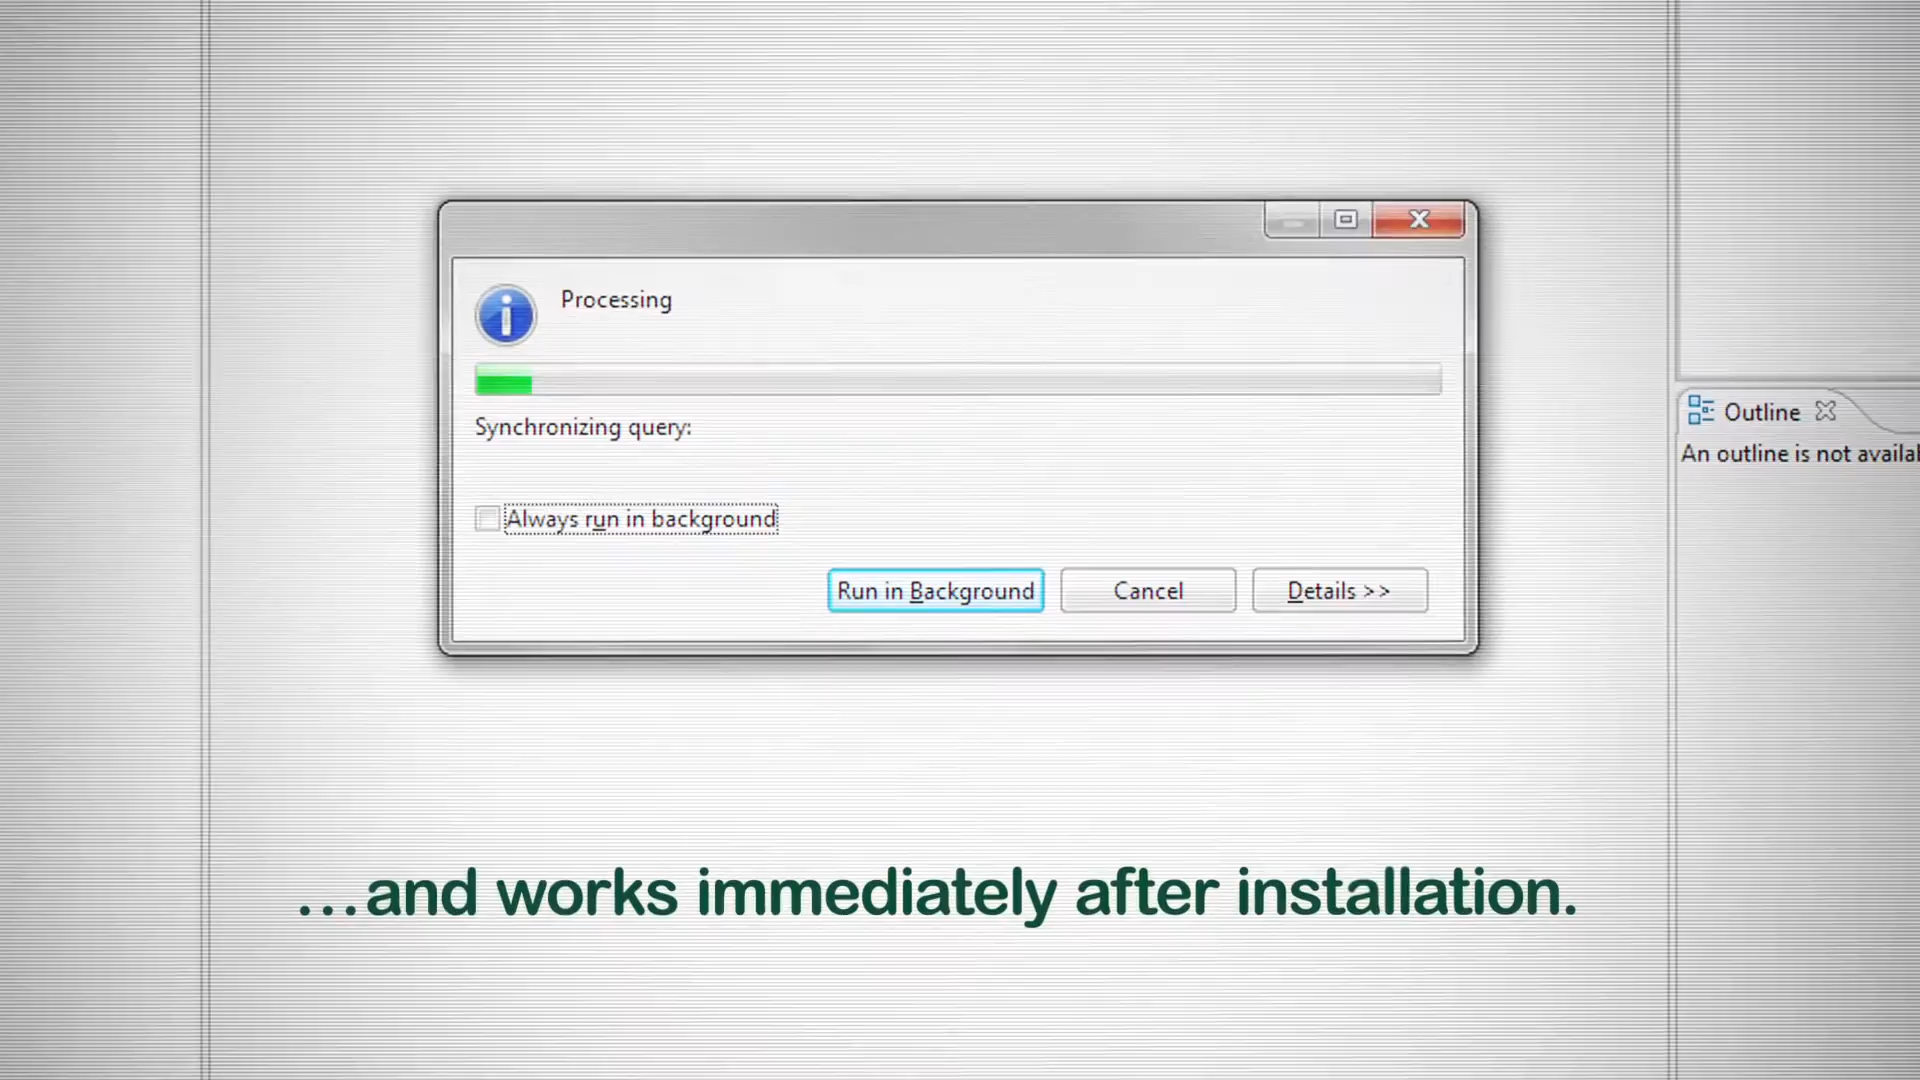 Processing
Synchronizing query:
Always run in background
Run in Background
Cancel
Details >>
Outline
An outline is not availab
…and works immediately after installation.